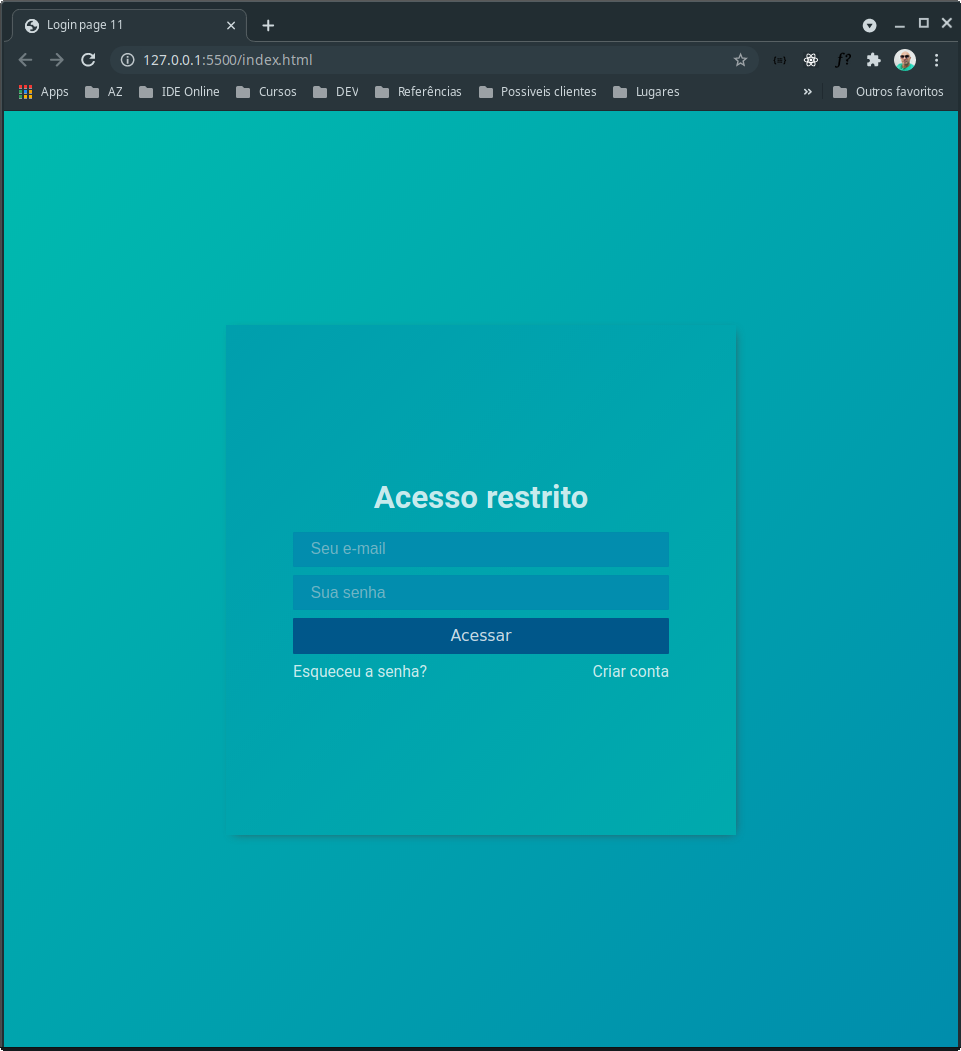 Login page 11
127.0.0.1:5500/index.html
f?
Apps AZ IDE Online Cursos DEV Referências Possiveis clientes Lugares » Outros favoritos
Acesso restrito
Seu e-mail
Sua senha
Acessar
Esqueceu a senha? Criar conta